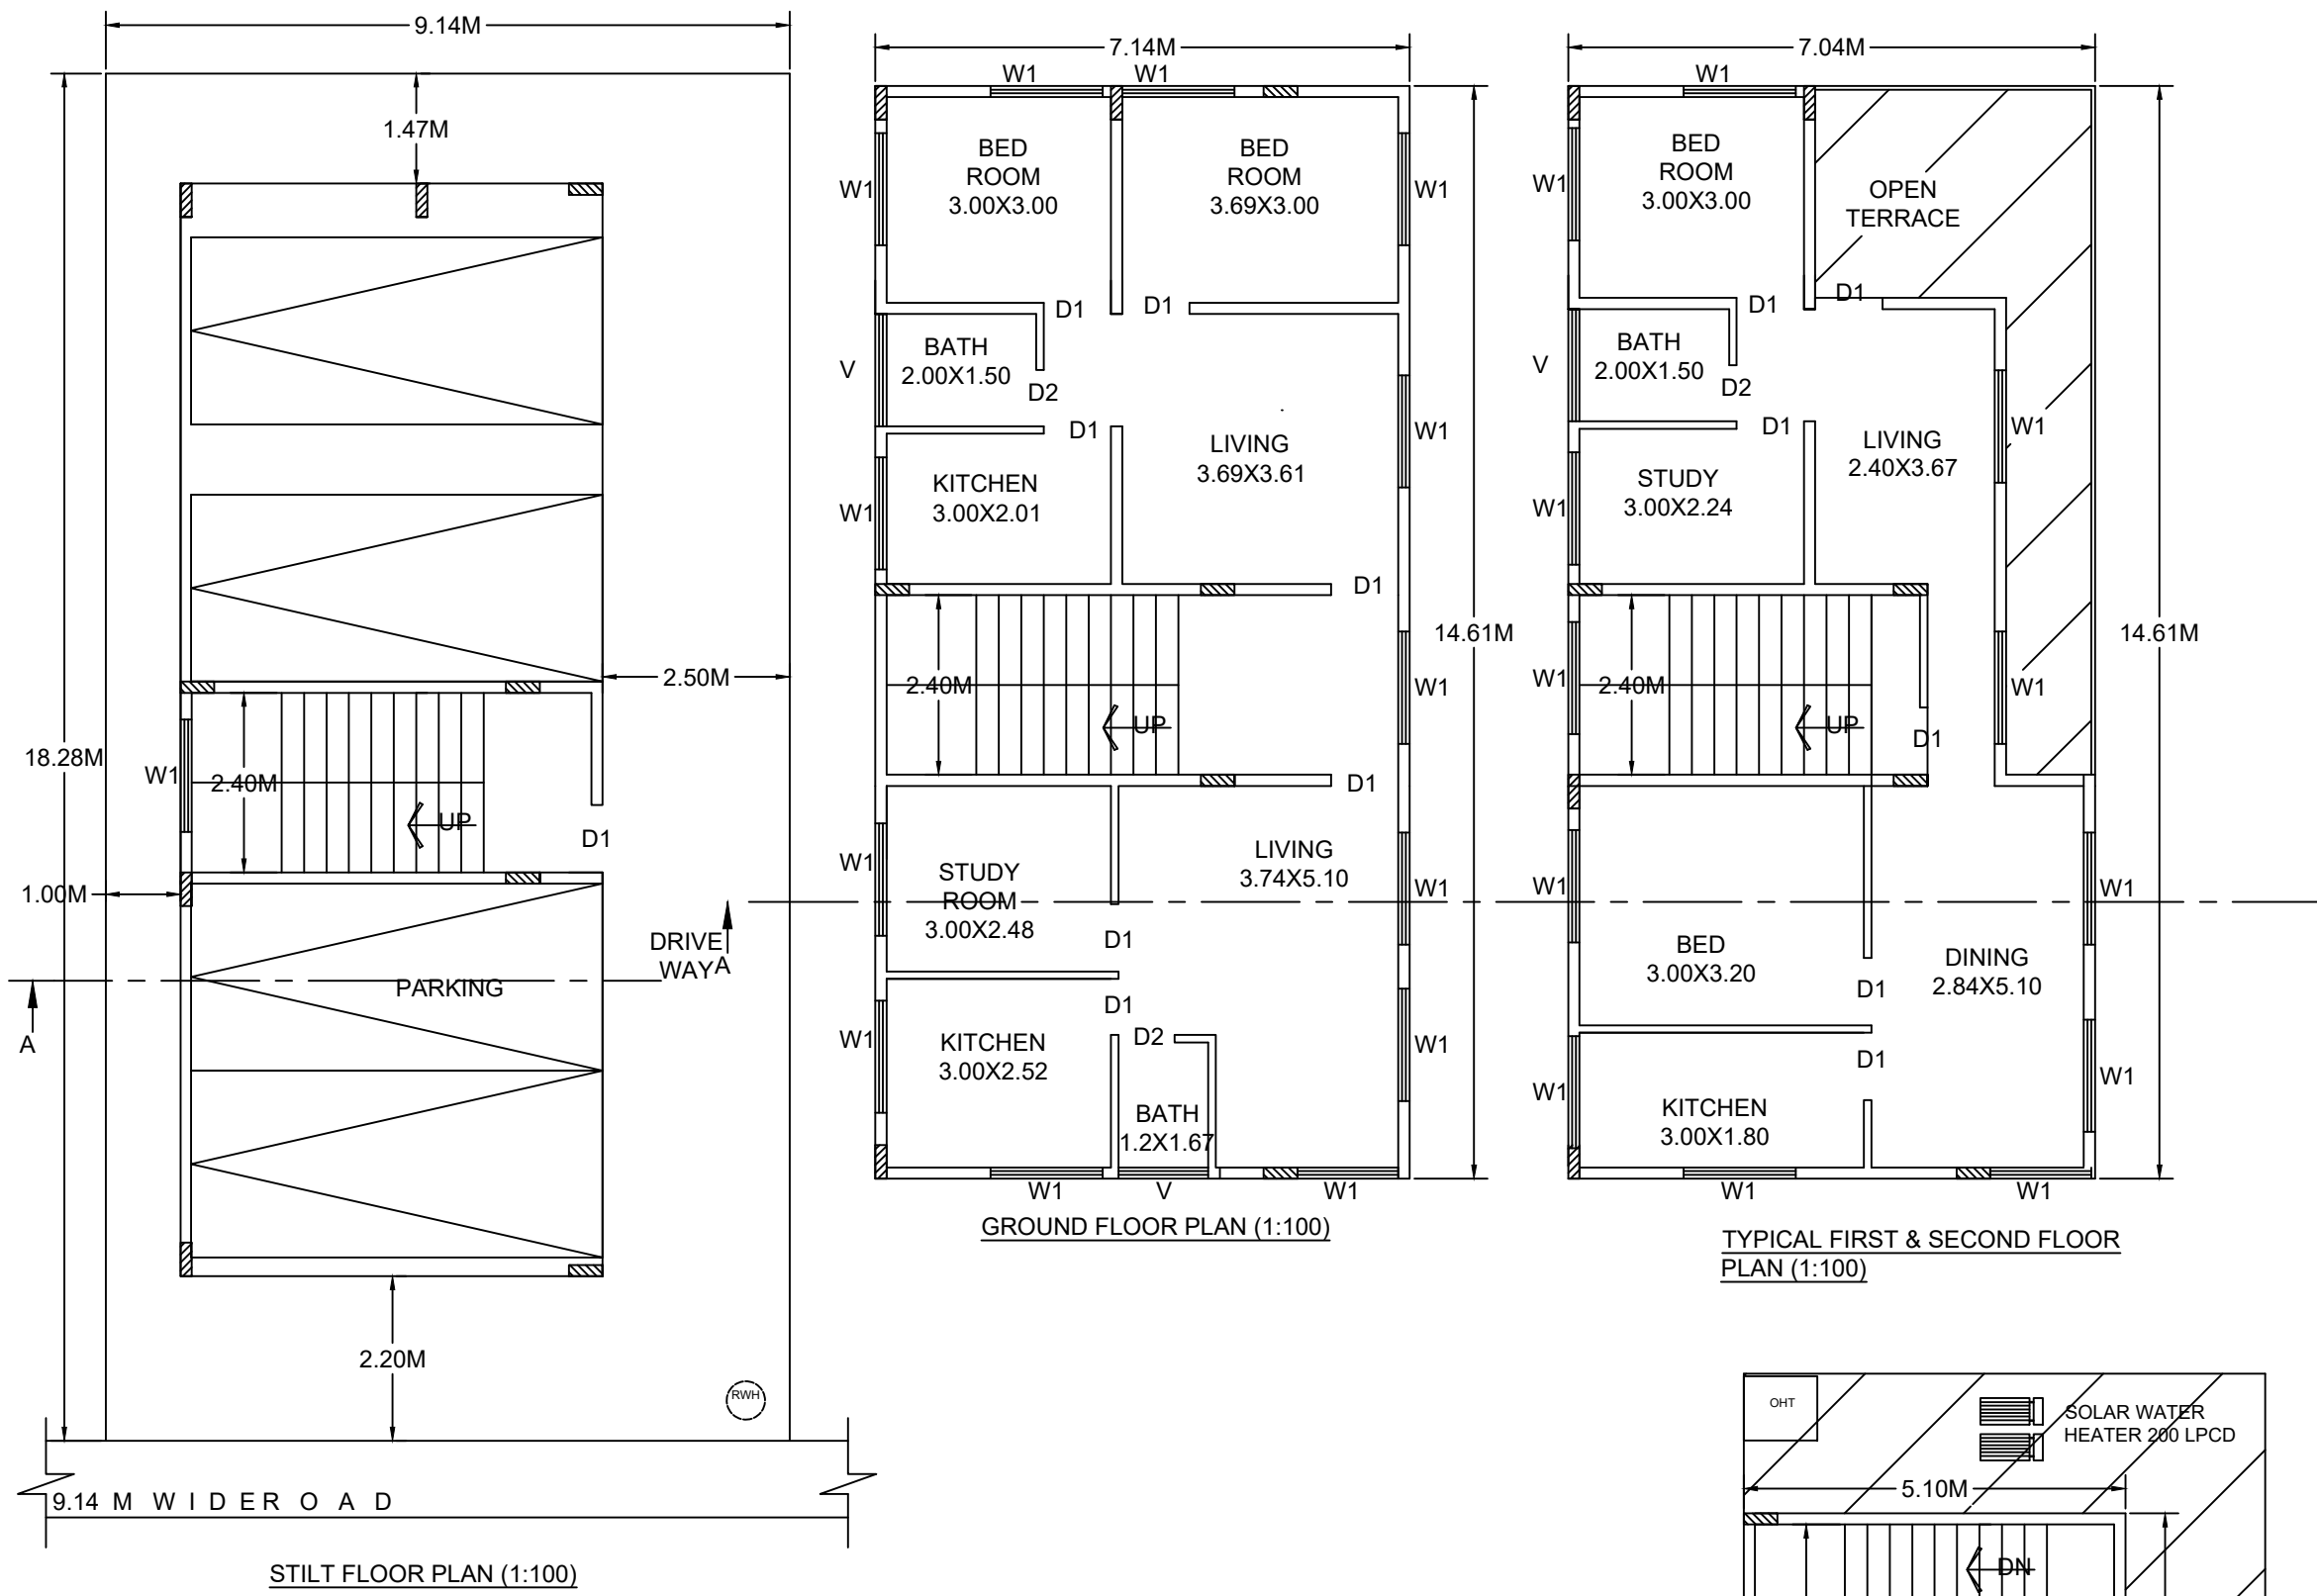 9.14M
1.47M
18.28M
2.50M
W1
2.40M
UP
D1
1.00M
DRIVE
WAY
A
PARKING
A
2.20M
RWH
9.14 M W I D E R O A D
STILT FLOOR PLAN (1:100)
7.14M
W1 W1
BED
ROOM
3.00X3.00
BED
ROOM
3.69X3.00
W1
W1
D1
D1
BATH
2.00X1.50
V
D2
D1
LIVING
3.69X3.61
W1
KITCHEN
3.00X2.01
W1
D1
14.61M
2.40M
UP
W1
D1
W1
STUDY
ROOM
3.00X2.48
LIVING
3.74X5.10
W1
D1
D1
W1
KITCHEN
3.00X2.52
D2
W1
BATH
1.2X1.67
W1 V W1
GROUND FLOOR PLAN (1:100)
7.04M
W1
BED
ROOM
3.00X3.00
W1
OPEN
TERRACE
D1
D1
BATH
2.00X1.50
V
D2
D1
LIVING
2.40X3.67
W1
STUDY
3.00X2.24
W1
14.61M
W1
2.40M
UP
W1
D1
W1
W1
BED
3.00X3.20
DINING
2.84X5.10
D1
D1
W1
W1
KITCHEN
3.00X1.80
W1 W1
TYPICAL FIRST & SECOND FLOOR
PLAN (1:100)
OHT
SOLAR WATER
HEATER 200 LPCD
5.10M
DN